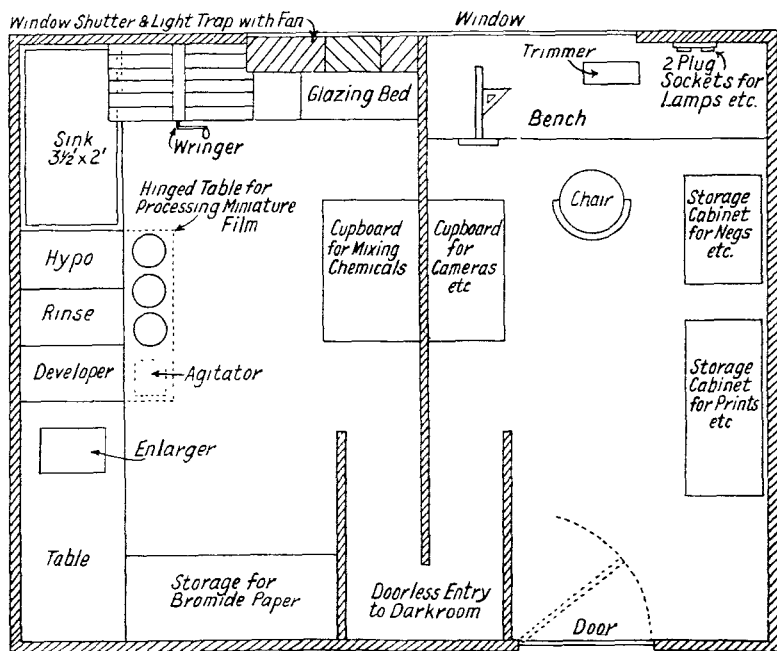 Window Shutter & Light Trap with Fan
Window
Trimmer
2 Plug
Sockets for
Lamps etc.
Glazing Bed
Bench
Sink
3½' x 2'
Wringer
Hinged Table for
Processing Miniature
Film
Chair
Storage
Cabinet
for Negs
etc.
Cupboard
for Mixing
Chemicals
Cupboard
for
Cameras
etc
Hypo
Rinse
Developer
Agitator
Storage
Cabinet
for Prints
etc
Enlarger
Table
Storage for
Bromide Paper
Doorless Entry
to Darkroom
Door